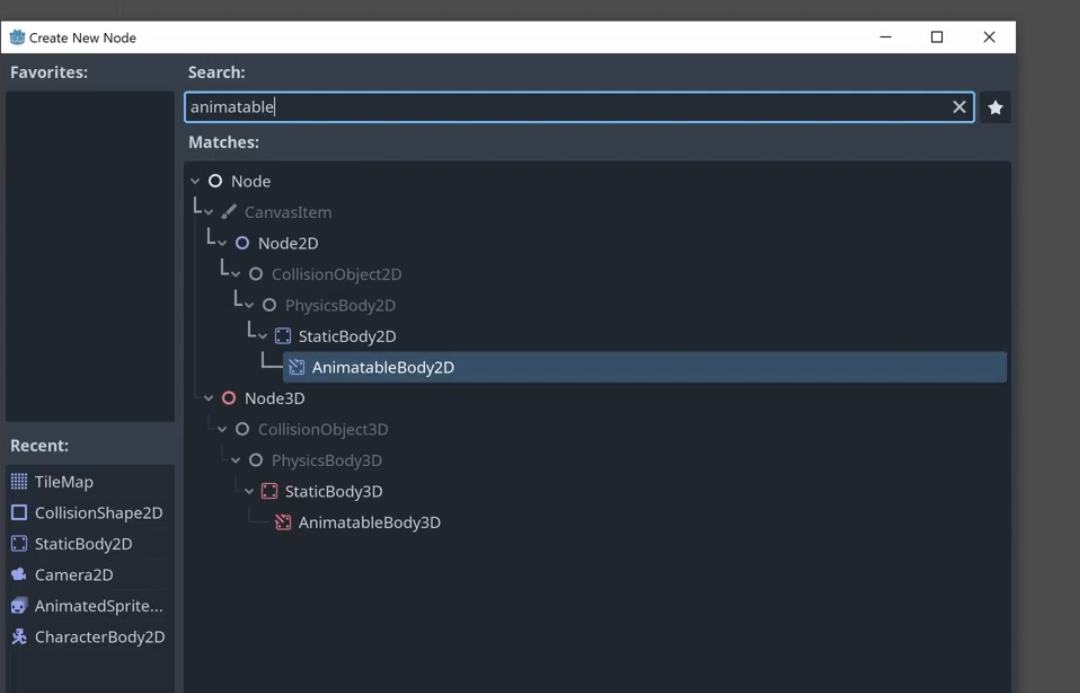 Create New Node
Favorites:
Search:
animatable
Matches:
Node
CanvasItem
Node2D
CollisionObject2D
PhysicsBody2D
StaticBody2D
AnimatableBody2D
Node3D
CollisionObject3D
PhysicsBody3D
StaticBody3D
AnimatableBody3D
Recent:
TileMap
CollisionShape2D
StaticBody2D
Camera2D
AnimatedSprite...
CharacterBody2D